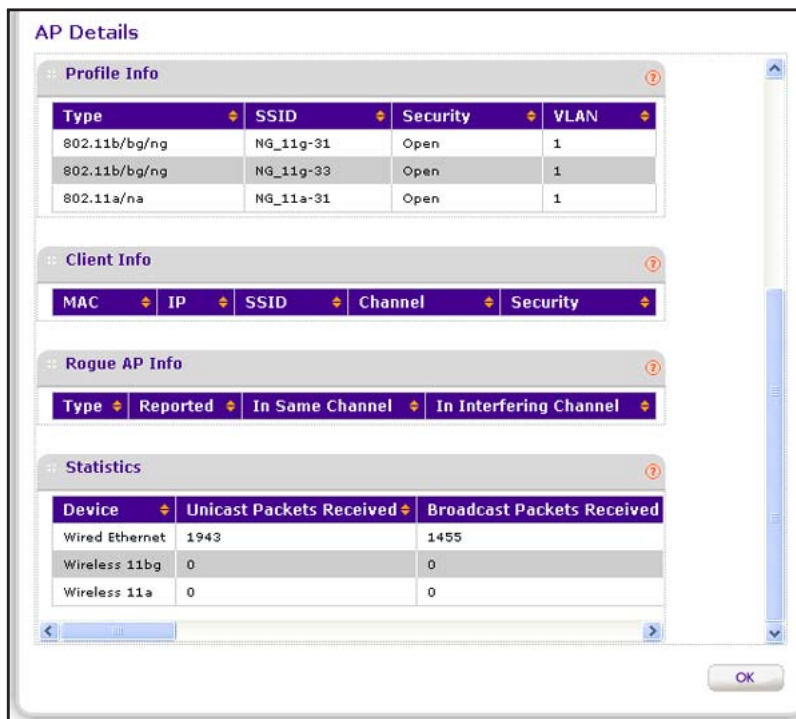 AP Details
Profile Info
Type SSID Security VLAN
802.11b/bg/ng NG_11g-31 Open 1
802.11b/bg/ng NG_11g-33 Open 1
802.11a/na NG_11a-31 Open 1
Client Info
MAC IP SSID Channel Security
Rogue AP Info
Type Reported In Same Channel In Interfering Channel
Statistics
Device Unicast Packets Received Broadcast Packets Received
Wired Ethernet 1943 1455
Wireless 11bg 0 0
Wireless 11a 0 0
OK